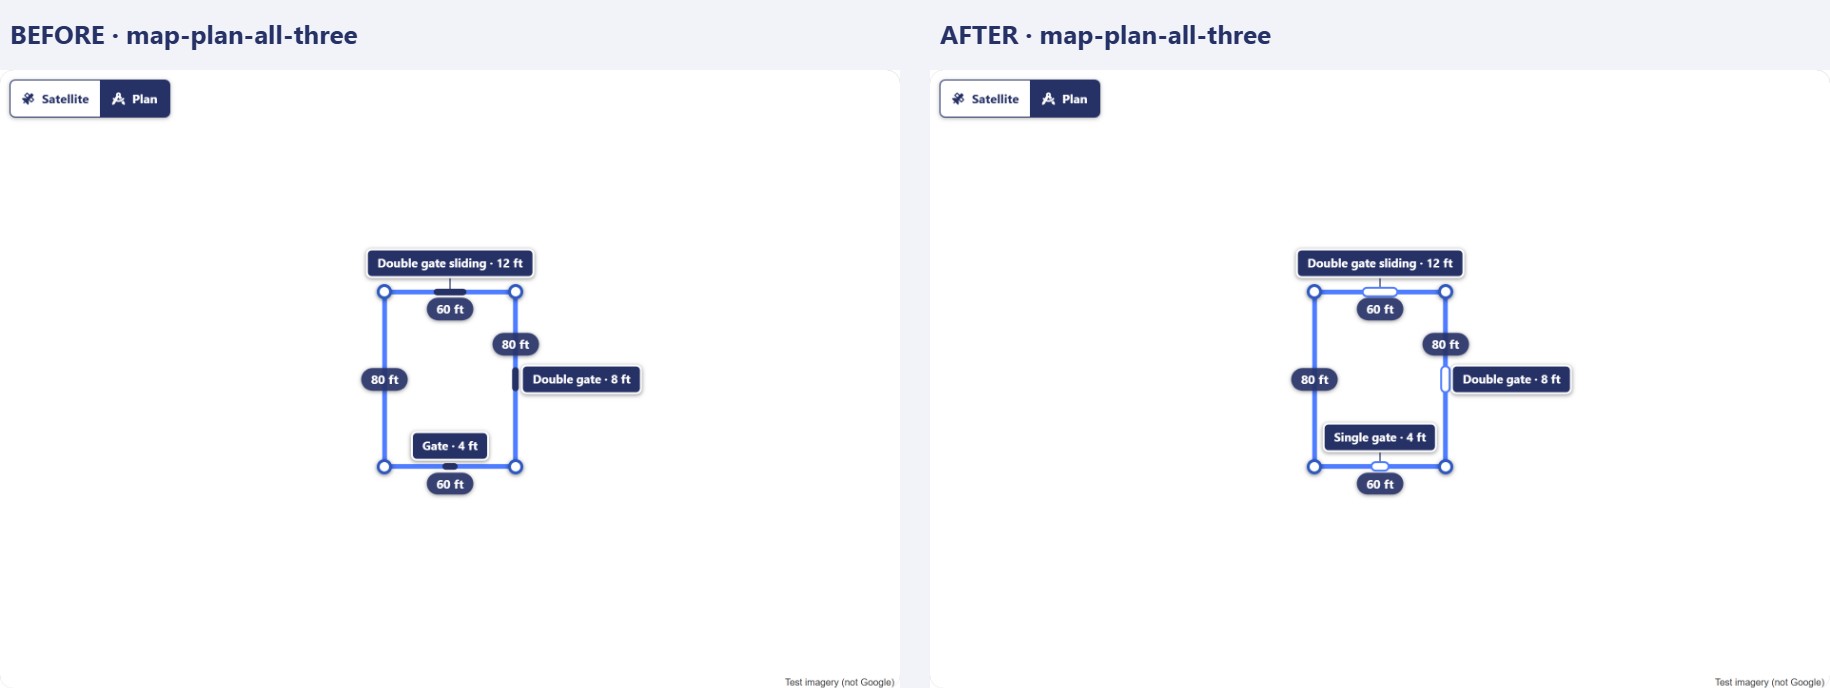 BEFORE · map-plan-all-three
Satellite
Plan
Double gate sliding · 12 ft
60 ft
80 ft
80 ft
Double gate · 8 ft
Gate · 4 ft
60 ft
Test imagery (not Google)
AFTER · map-plan-all-three
Satellite
Plan
Double gate sliding · 12 ft
60 ft
80 ft
80 ft
Double gate · 8 ft
Single gate · 4 ft
60 ft
Test imagery (not Google)